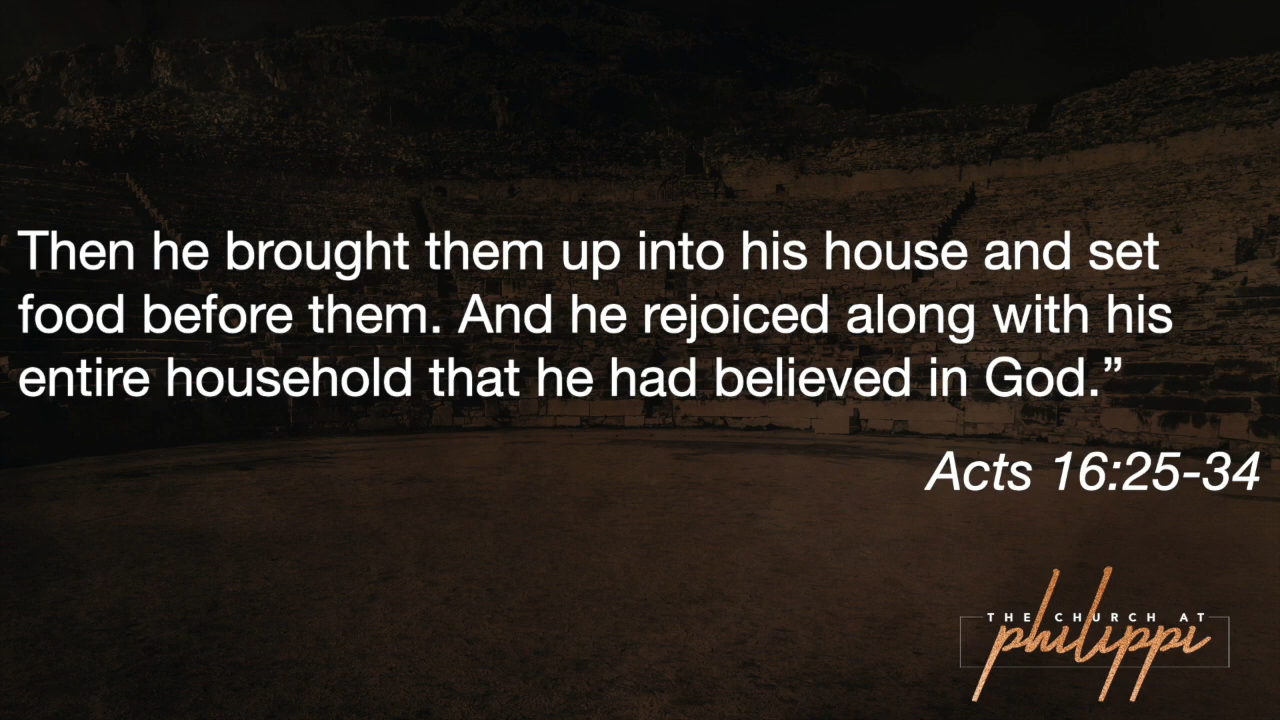 Then he brought them up into his house and set
food before them. And he rejoiced along with his
entire household that he had believed in God.”
Acts 16:25-34
THE CHURCH AT
philippi